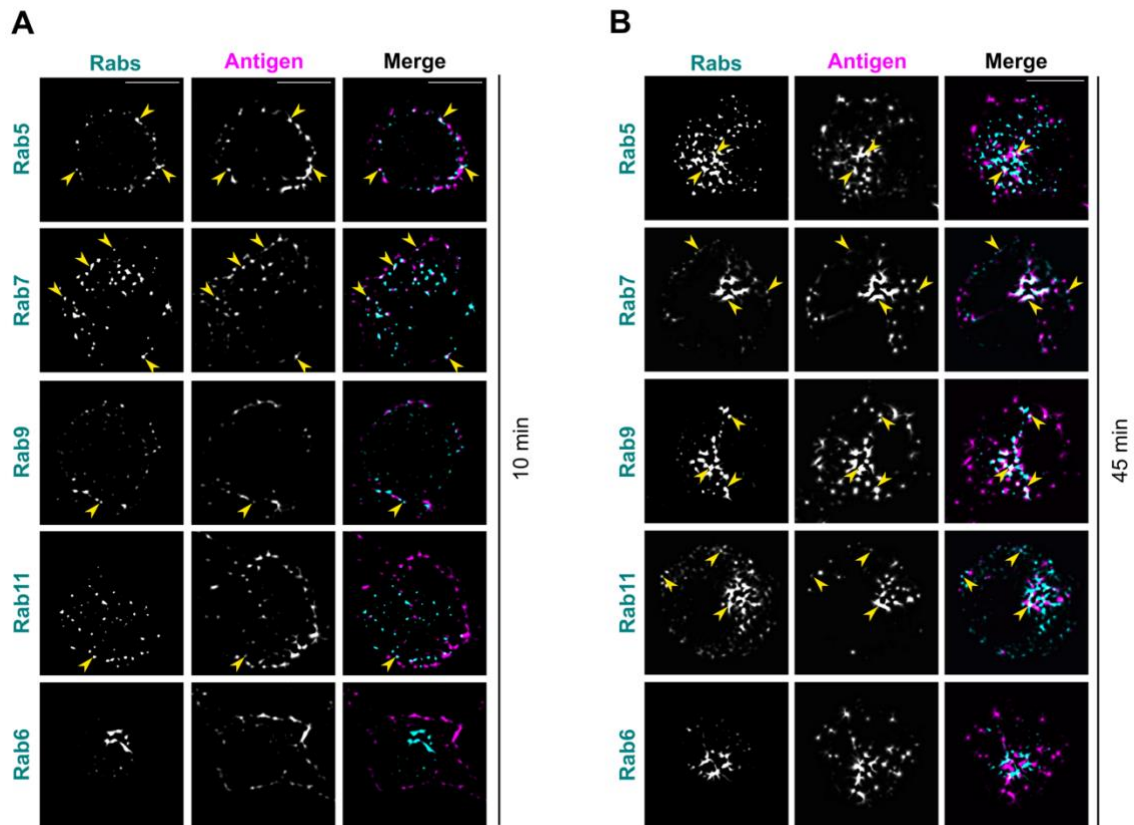 A
Rabs Antigen Merge
Rab5
Rab7
Rab9
Rab11
Rab6
10 min
B
Rabs Antigen Merge
Rab5
Rab7
Rab9
Rab11
Rab6
45 min